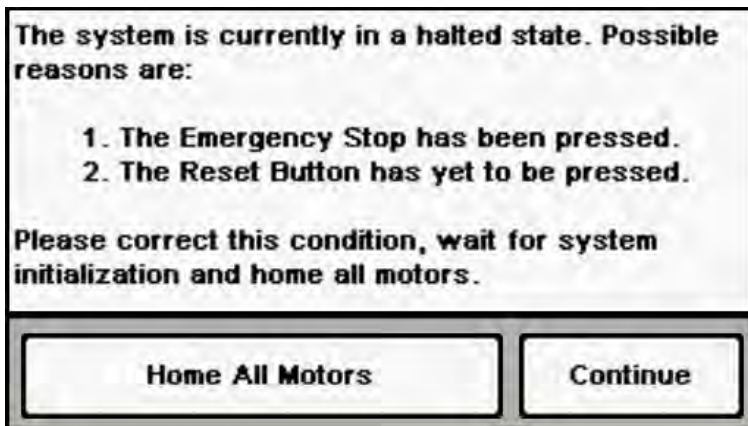 The system is currently in a halted state. Possible
reasons are:
1. The Emergency Stop has been pressed.
2. The Reset Button has yet to be pressed.
Please correct this condition, wait for system
initialization and home all motors.
Home All Motors
Continue